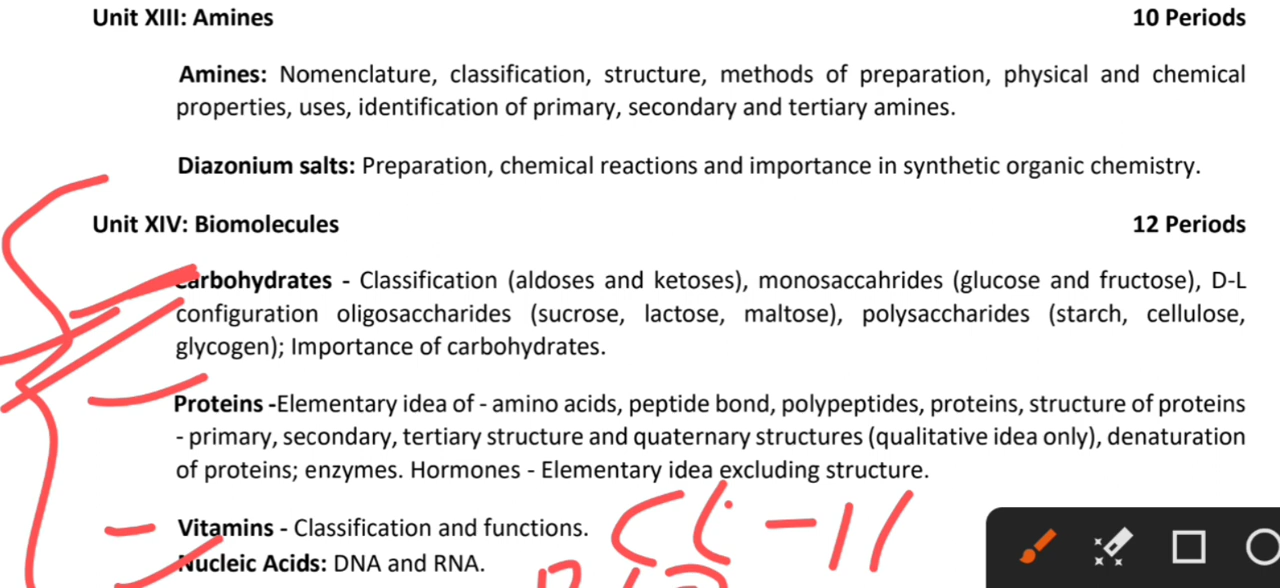 Unit XIII: Amines 10 Periods
Amines: Nomenclature, classification, structure, methods of preparation, physical and chemical
properties, uses, identification of primary, secondary and tertiary amines.
Diazonium salts: Preparation, chemical reactions and importance in synthetic organic chemistry.
Unit XIV: Biomolecules 12 Periods
Carbohydrates - Classification (aldoses and ketoses), monosaccahrides (glucose and fructose), D-L
configuration oligosaccharides (sucrose, lactose, maltose), polysaccharides (starch, cellulose,
glycogen); Importance of carbohydrates.
Proteins -Elementary idea of - amino acids, peptide bond, polypeptides, proteins, structure of proteins
- primary, secondary, tertiary structure and quaternary structures (qualitative idea only), denaturation
of proteins; enzymes. Hormones - Elementary idea excluding structure.
Vitamins - Classification and functions.
Nucleic Acids: DNA and RNA.